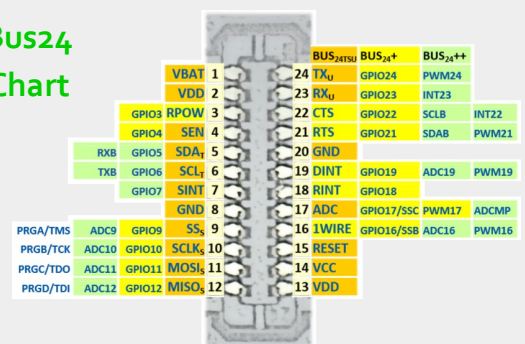 Bus24
Chart
BUS24TSU BUS24+ BUS24++
VBAT 1 24 TXU GPIO24 PWM24
VDD 2 23 RXU GPIO23 INT23
GPIO3 RPOW 3 22 CTS GPIO22 SCLB INT22
GPIO4 SEN 4 21 RTS GPIO21 SDAB PWM21
RXB GPIO5 SDAT 5 20 GND
TXB GPIO6 SCLT 6 19 DINT GPIO19 ADC19 PWM19
GPIO7 SINT 7 18 RINT GPIO18
GND 8 17 ADC GPIO17/SSC PWM17 ADCMP
PRGA/TMS ADC9 GPIO9 SSS 9 16 1WIRE GPIO16/SSB ADC16 PWM16
PRGB/TCK ADC10 GPIO10 SCLKS 10 15 RESET
PRGC/TDO ADC11 GPIO11 MOSIS 11 14 VCC
PRGD/TDI ADC12 GPIO12 MISOS 12 13 VDD